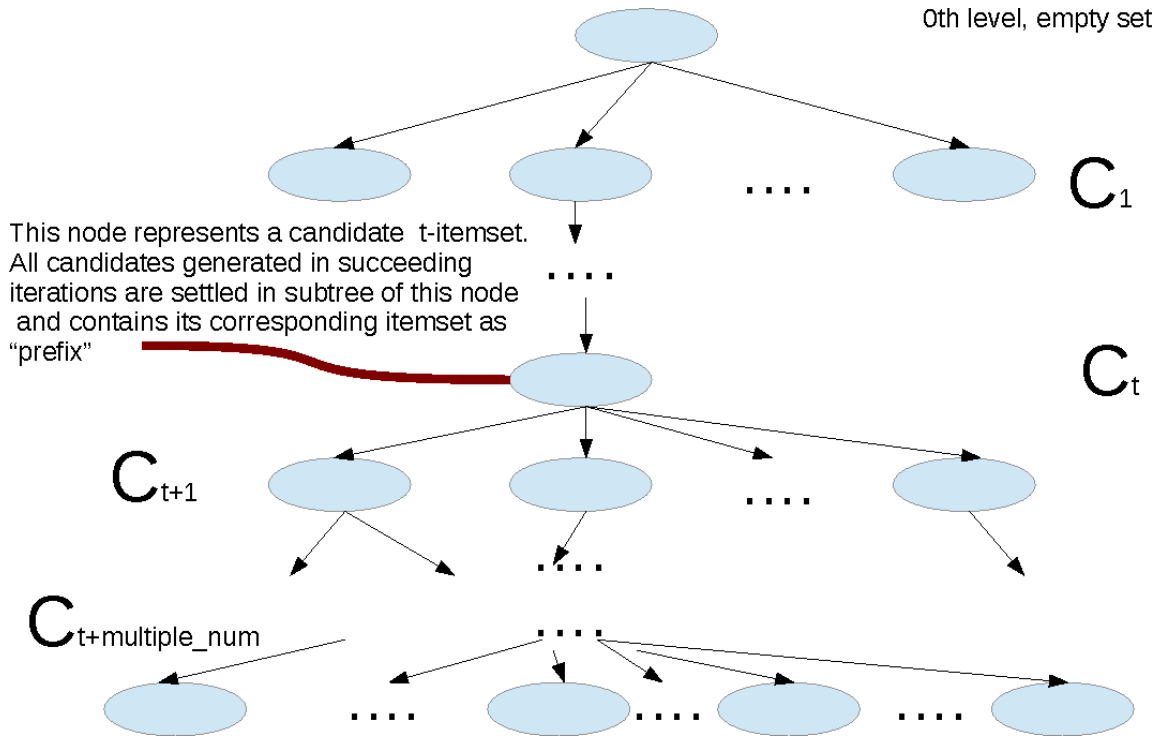 0th level, empty set
C1
....
This node represents a candidate t-itemset.
All candidates generated in succeeding
iterations are settled in subtree of this node
and contains its corresponding itemset as
“prefix”
....
Ct
Ct+1
....
....
Ct+multiple_num
....
.... .... ....